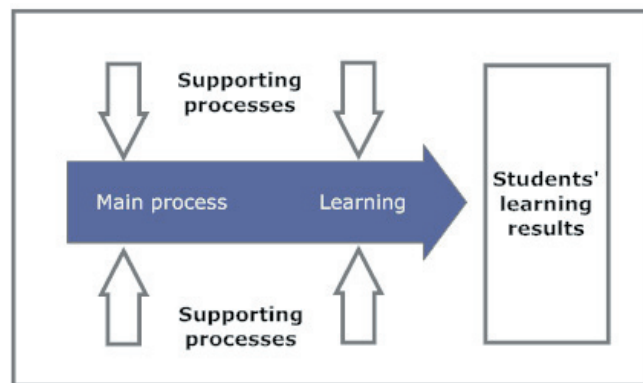 Supporting
processes
Main process
Learning
Students'
learning
results
Supporting
processes